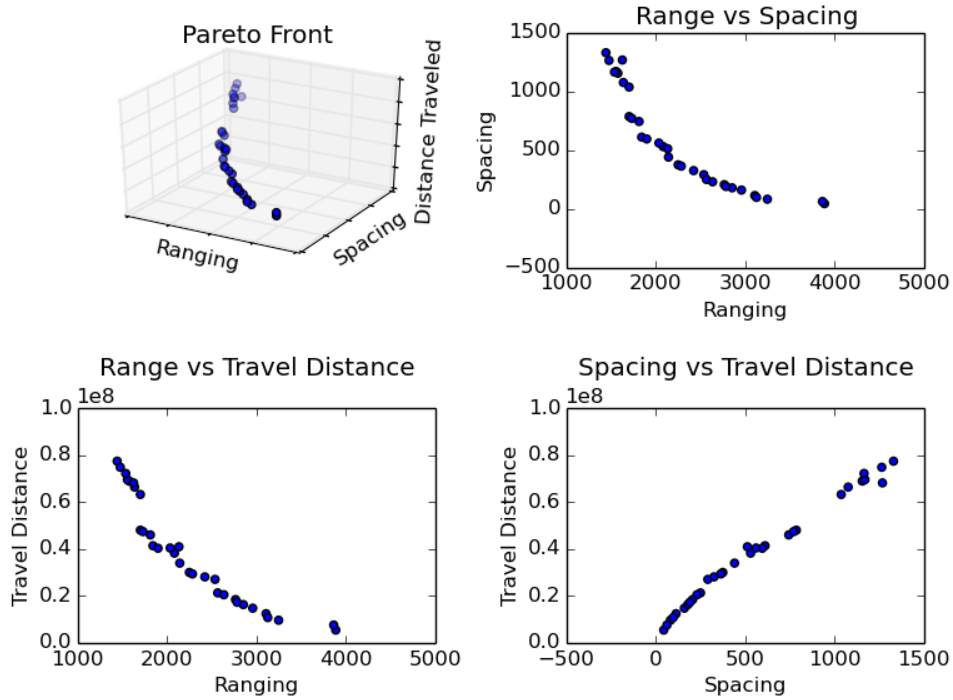 Pareto Front
Ranging
Spacing
Distance Traveled
Range vs Spacing
1500
1000
500
0
−500
1000
2000
3000
4000
5000
Spacing
Ranging
Range vs Travel Distance
1e8
1.0
0.8
0.6
0.4
0.2
0.0
1000
2000
3000
4000
5000
Travel Distance
Ranging
Spacing vs Travel Distance
1e8
1.0
0.8
0.6
0.4
0.2
0.0
−500
0
500
1000
1500
Travel Distance
Spacing